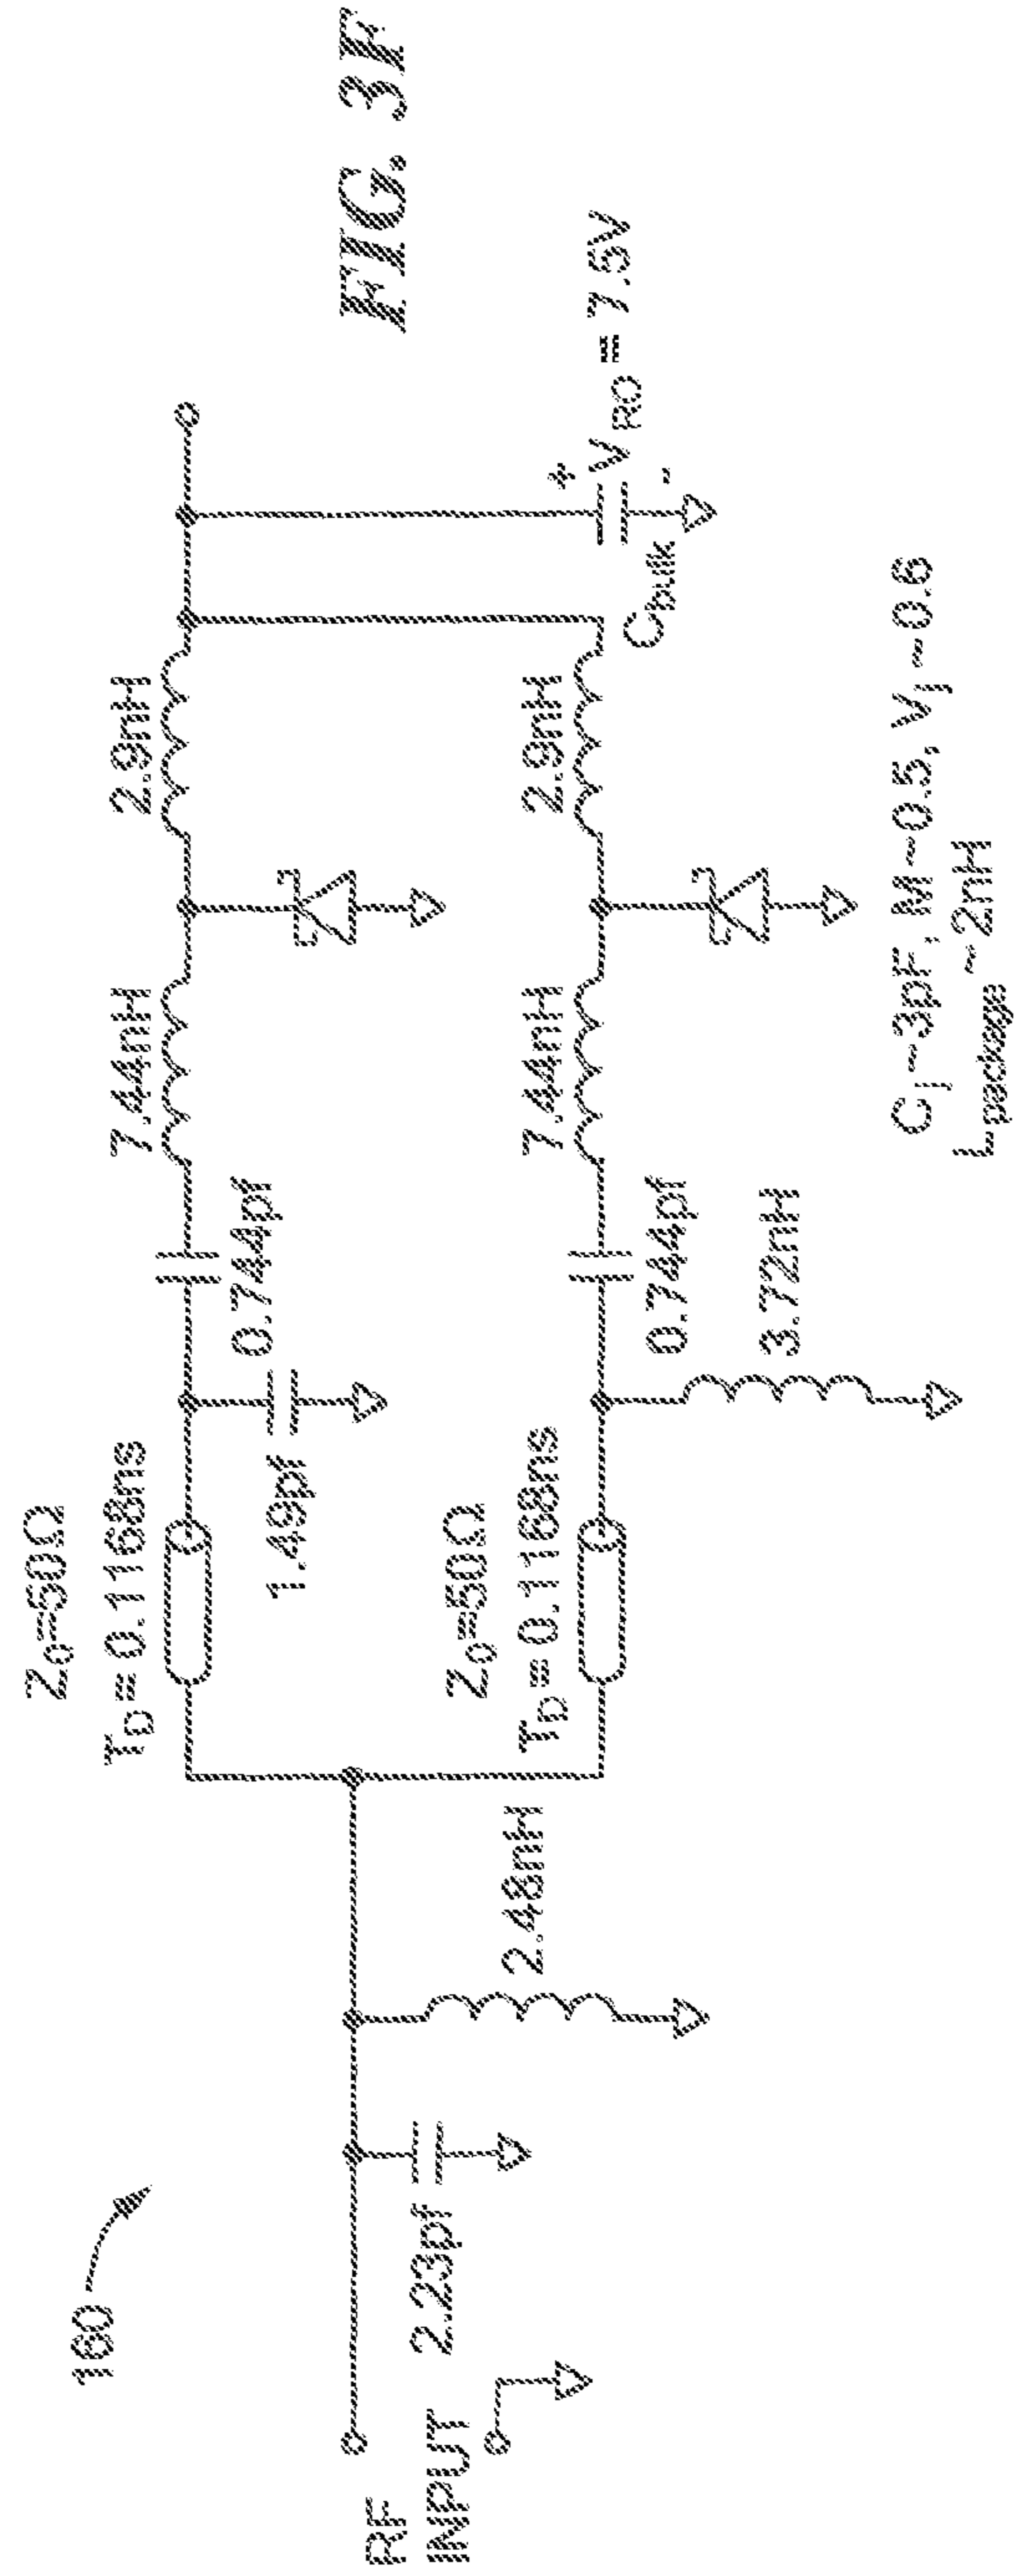 160
RF
INPUT
2.23pf
2.48nH
Z0=50Ω
TD=0.1168ns
1.49pf
0.744pf
7.44nH
2.9nH
Z0=50Ω
TD=0.1168ns
0.744pf
3.72nH
7.44nH
2.9nH
Cbulk
+
VRO = 7.5V
-
Cj~3pF, M~0.5, Vj~0.6
Lpackage~2nH
FIG. 3F